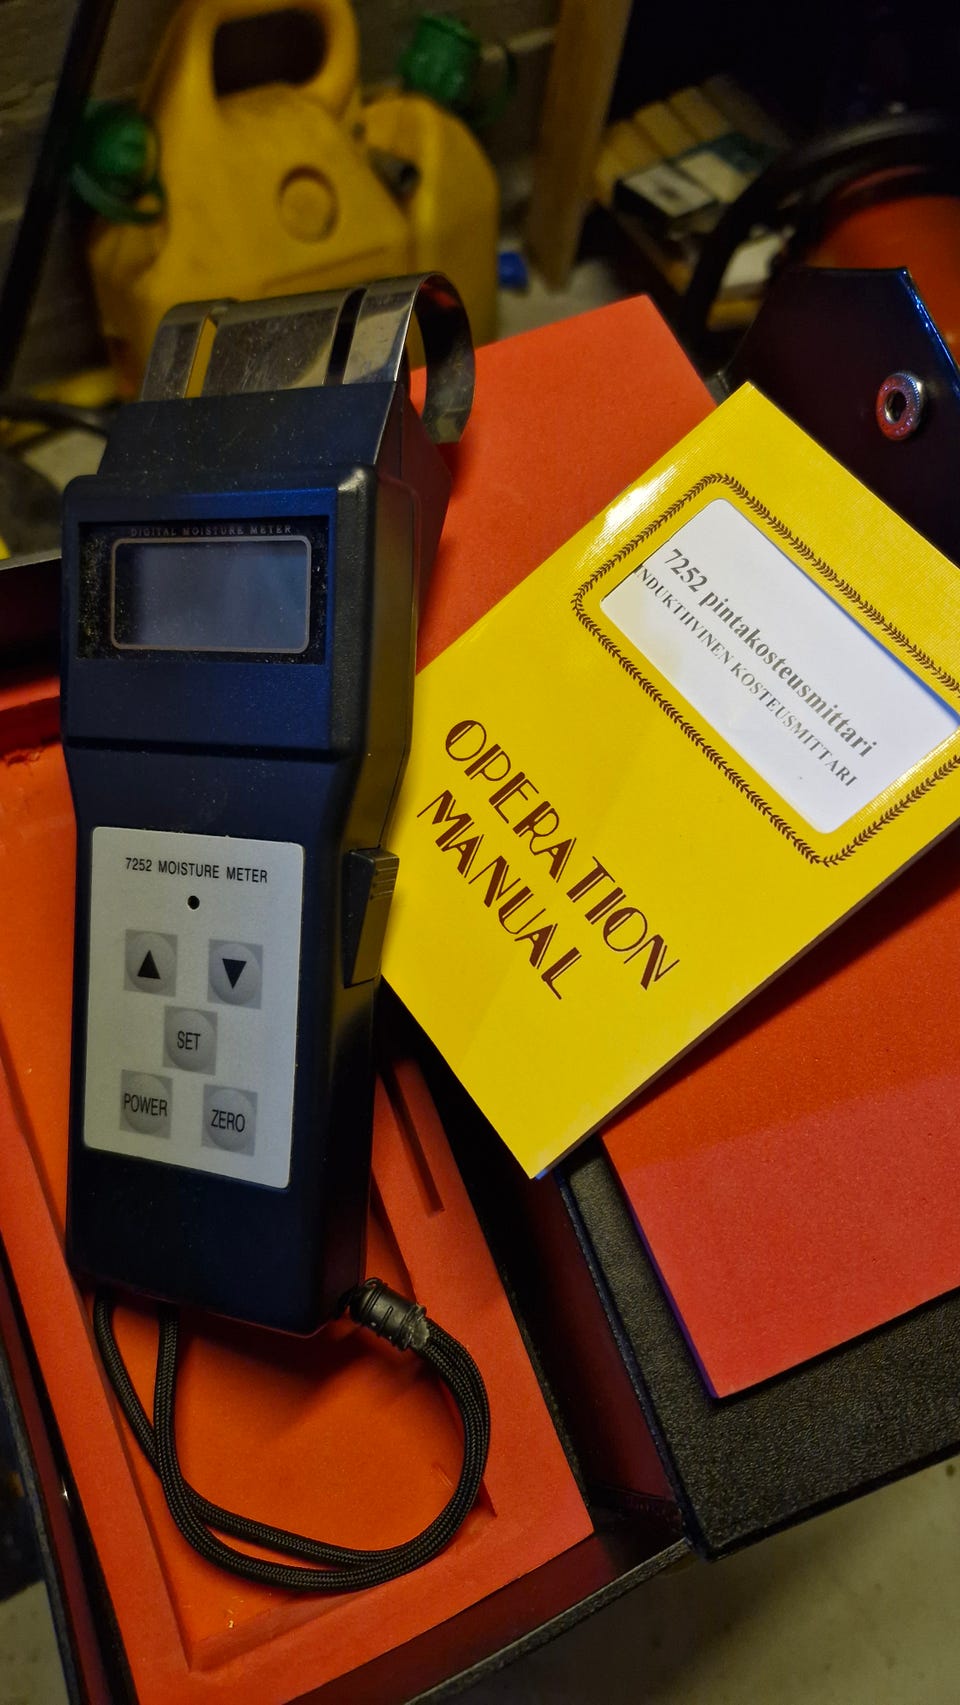 DIGITAL MOISTURE METER
7252 MOISTURE METER
▲ ▼
SET
POWER ZERO
7252 pintakosteusmittari
INDUKTIIVINEN KOSTEUSMITTARI
OPERATION
MANUAL